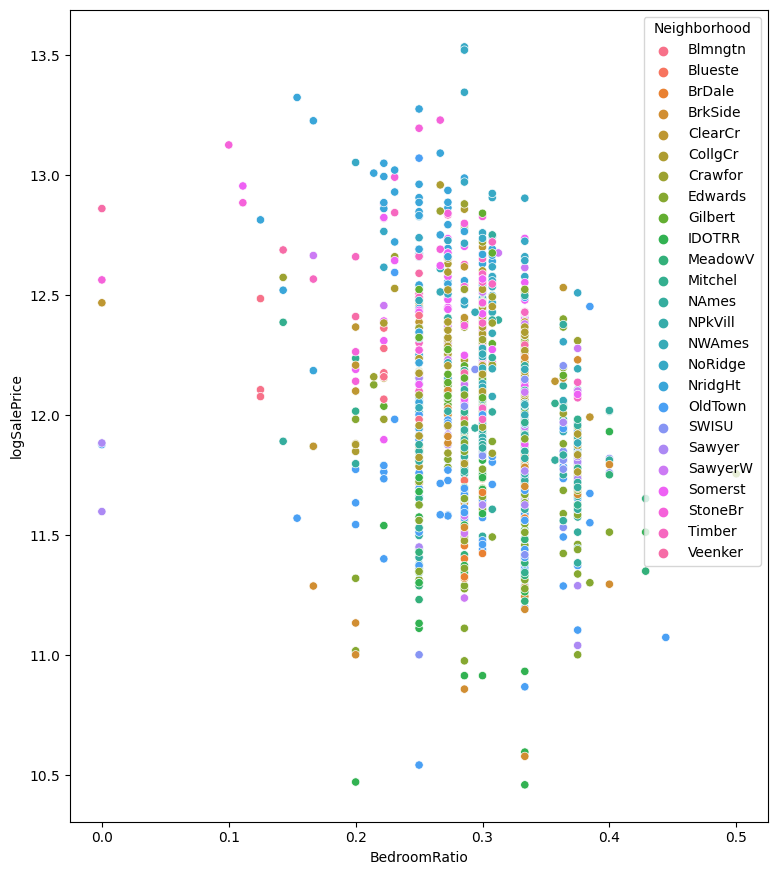 Neighborhood
Blmngtn
Blueste
BrDale
BrkSide
ClearCr
CollgCr
Crawfor
Edwards
Gilbert
IDOTRR
MeadowV
Mitchel
NAmes
NPkVill
NWAmes
NoRidge
NridgHt
OldTown
SWISU
Sawyer
SawyerW
Somerst
StoneBr
Timber
Veenker
13.5
13.0
12.5
12.0
11.5
11.0
10.5
logSalePrice
0.0 0.1 0.2 0.3 0.4 0.5
BedroomRatio